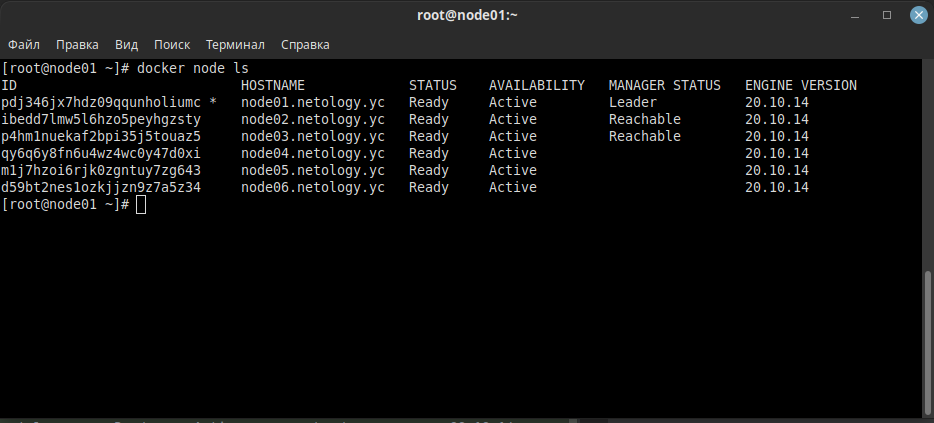 root@node01:~
Файл Правка Вид Поиск Терминал Справка
[root@node01 ~]# docker node ls
ID HOSTNAME STATUS AVAILABILITY MANAGER STATUS ENGINE VERSION
pdj346jx7hdz09qqunholiumc * node01.netology.yc Ready Active Leader 20.10.14
ibedd7lmw5l6hzo5peyhgzsty node02.netology.yc Ready Active Reachable 20.10.14
p4hm1nuekaf2bpi35j5touaz5 node03.netology.yc Ready Active Reachable 20.10.14
qy6q6y8fn6u4wz4wc0y47d0xi node04.netology.yc Ready Active 20.10.14
m1j7hzoi6rjk0zgntuy7zg643 node05.netology.yc Ready Active 20.10.14
d59bt2nes1ozkjjzn9z7a5z34 node06.netology.yc Ready Active 20.10.14
[root@node01 ~]#